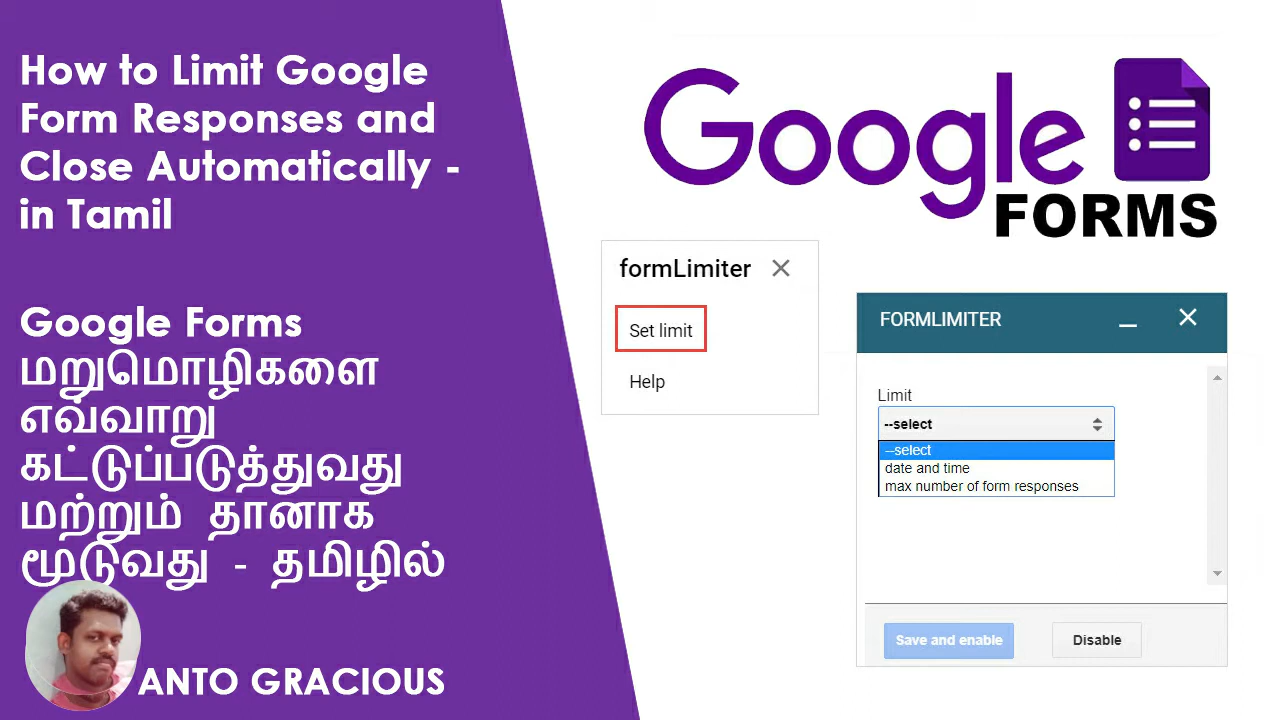 How to Limit Google
Form Responses and
Close Automatically -
in Tamil
Google Forms
மறுமொழிகளை
எவ்வாறு
கட்டுப்படுத்துவது
மற்றும் தானாக
மூடுவது - தமிழில்
ANTO GRACIOUS
Google
FORMS
formLimiter
Set limit
Help
FORMLIMITER
Limit
--select
--select
date and time
max number of form responses
Save and enable
Disable